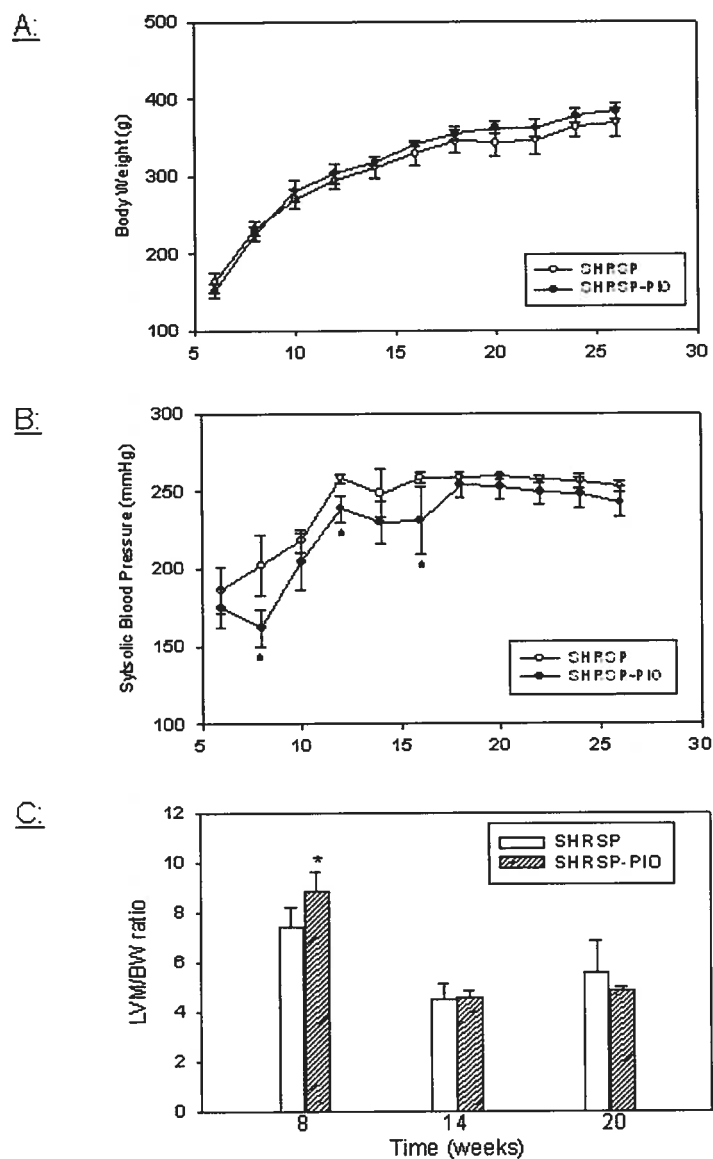 A:
500
400
300
200
100
Body Weight (g)
SHRSP
SHRSP-PIO
5 10 15 20 25 30
B:
300
250
200
150
100
Sytsolic Blood Pressure (mmHg)
*
*
*
SHRSP
SHRSP-PIO
5 10 15 20 25 30
C:
12
10
8
6
4
2
0
LVM/BW ratio
*
SHRSP
SHRSP-PIO
8 14 20
Time (weeks)